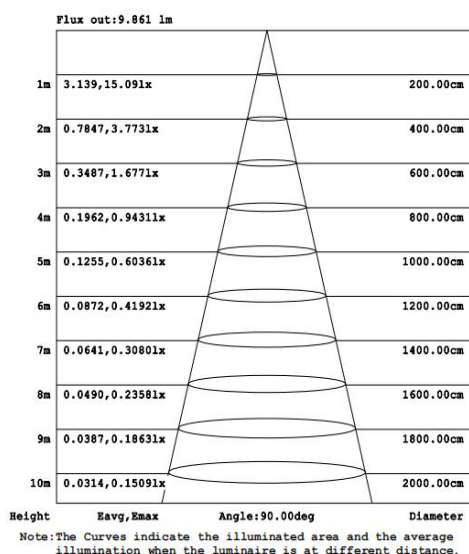 Flux out:9.861 lm
1m 3.139,15.09lx 200.00cm
2m 0.7847,3.773lx 400.00cm
3m 0.3487,1.677lx 600.00cm
4m 0.1962,0.9431lx 800.00cm
5m 0.1255,0.6036lx 1000.00cm
6m 0.0872,0.4192lx 1200.00cm
7m 0.0641,0.3080lx 1400.00cm
8m 0.0490,0.2358lx 1600.00cm
9m 0.0387,0.1863lx 1800.00cm
10m 0.0314,0.1509lx 2000.00cm
Height Eavg,Emax Angle:90.00deg Diameter
Note:The Curves indicate the illuminated area and the average
illumination when the luminaire is at different distance.